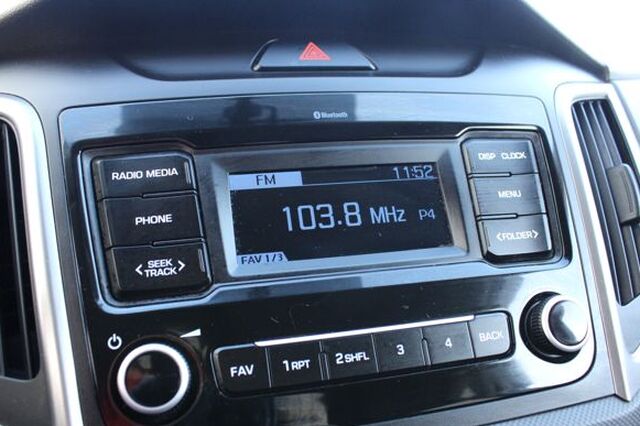 Bluetooth
RADIO MEDIA
PHONE
< SEEK >
TRACK
FM 11:52
103.8 MHz P4
FAV 1/3
DISP CLOCK
MENU
< FOLDER >
FAV 1 RPT 2 SHFL 3 4 BACK